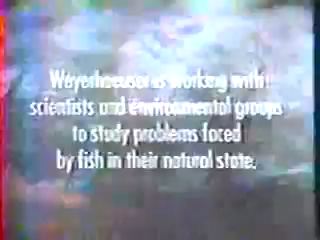 Weyerhaeuser is working with
scientists and environmental groups
to study problems faced
by fish in their natural state.